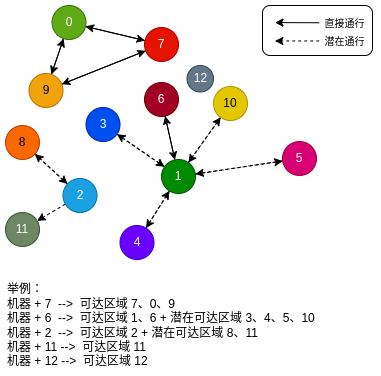 0
直接通行
7
潜在通行
12
9
6
10
3
8
5
1
2
11
4
举例：
机器 + 7 --> 可达区域 7、0、9
机器 + 6 --> 可达区域 1、6 + 潜在可达区域 3、4、5、10
机器 + 2 --> 可达区域 2 + 潜在可达区域 8、11
机器 + 11 --> 可达区域 11
机器 + 12 --> 可达区域 12